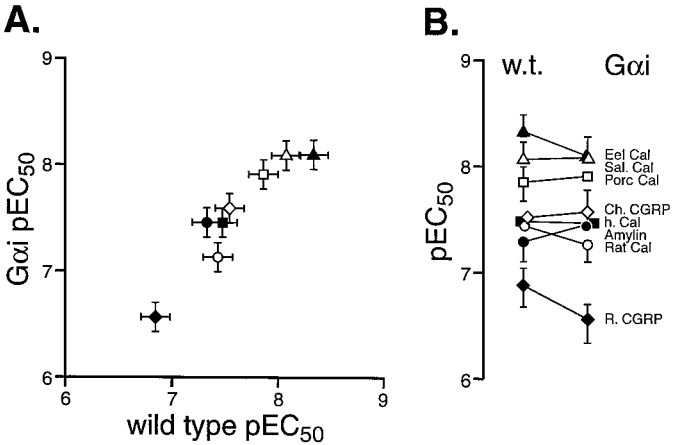 A.
9
8
7
6
6
7
8
9
Gαi pEC50
wild type pEC50
B.
w.t.
Gαi
9
8
7
6
pEC50
Eel Cal
Sal. Cal
Porc Cal
Ch. CGRP
h. Cal
Amylin
Rat Cal
R. CGRP